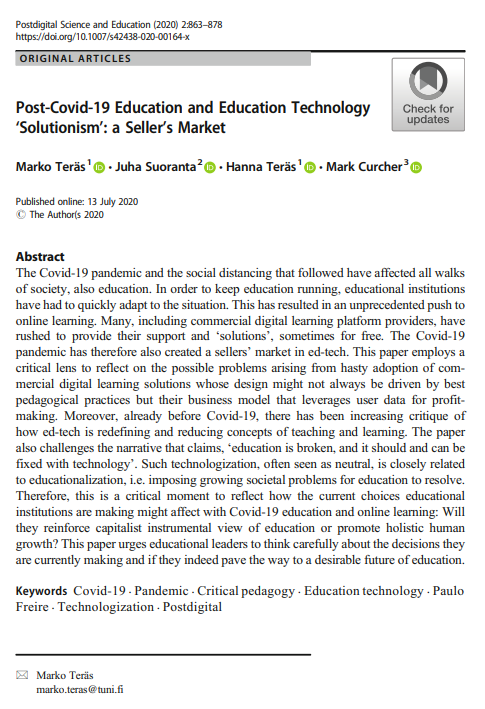 Postdigital Science and Education (2020) 2:863–878
https://doi.org/10.1007/s42438-020-00164-x
ORIGINAL ARTICLES
Check for
updates
Post-Covid-19 Education and Education Technology
‘Solutionism’: a Seller’s Market
Marko Teräs1 iD · Juha Suoranta2 iD · Hanna Teräs1 iD · Mark Curcher3 iD
Published online: 13 July 2020
© The Author(s) 2020
Abstract
The Covid-19 pandemic and the social distancing that followed have affected all walks
of society, also education. In order to keep education running, educational institutions
have had to quickly adapt to the situation. This has resulted in an unprecedented push to
online learning. Many, including commercial digital learning platform providers, have
rushed to provide their support and ‘solutions’, sometimes for free. The Covid-19
pandemic has therefore also created a sellers’ market in ed-tech. This paper employs a
critical lens to reflect on the possible problems arising from hasty adoption of com-
mercial digital learning solutions whose design might not always be driven by best
pedagogical practices but their business model that leverages user data for profit-
making. Moreover, already before Covid-19, there has been increasing critique of
how ed-tech is redefining and reducing concepts of teaching and learning. The paper
also challenges the narrative that claims, ‘education is broken, and it should and can be
fixed with technology’. Such technologization, often seen as neutral, is closely related
to educationalization, i.e. imposing growing societal problems for education to resolve.
Therefore, this is a critical moment to reflect how the current choices educational
institutions are making might affect with Covid-19 education and online learning: Will
they reinforce capitalist instrumental view of education or promote holistic human
growth? This paper urges educational leaders to think carefully about the decisions they
are currently making and if they indeed pave the way to a desirable future of education.
Keywords Covid-19 · Pandemic · Critical pedagogy · Education technology · Paulo
Freire · Technologization · Postdigital
Marko Teräs
marko.teras@tuni.fi